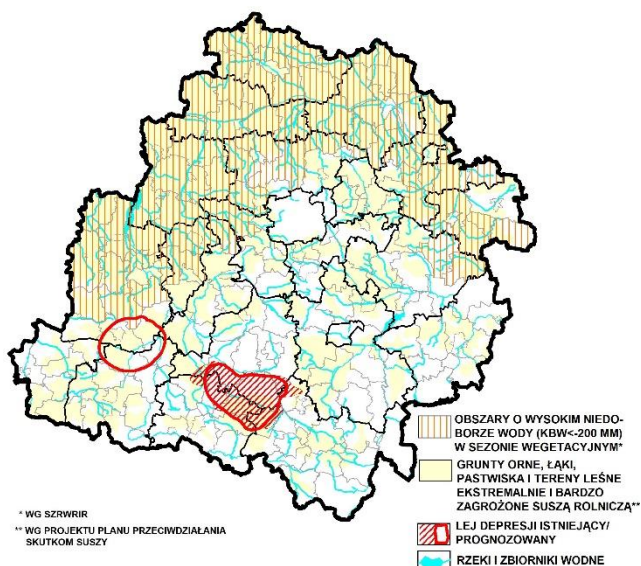 OBSZARY O WYSOKIM NIEDO-
BORZE WODY (KBW<-200 MM)
W SEZONIE WEGETACYJNYM*
GRUNTY ORNE, ŁĄKI,
PASTWISKA I TERENY LEŚNE
EKSTREMALNIE I BARDZO
ZAGROŻONE SUSZĄ ROLNICZĄ**
LEJ DEPRESJI ISTNIEJĄCY/
PROGNOZOWANY
RZEKI I ZBIORNIKI WODNE
* WG SZRWRIR
** WG PROJEKTU PLANU PRZECIWDZIAŁANIA
SKUTKOM SUSZY